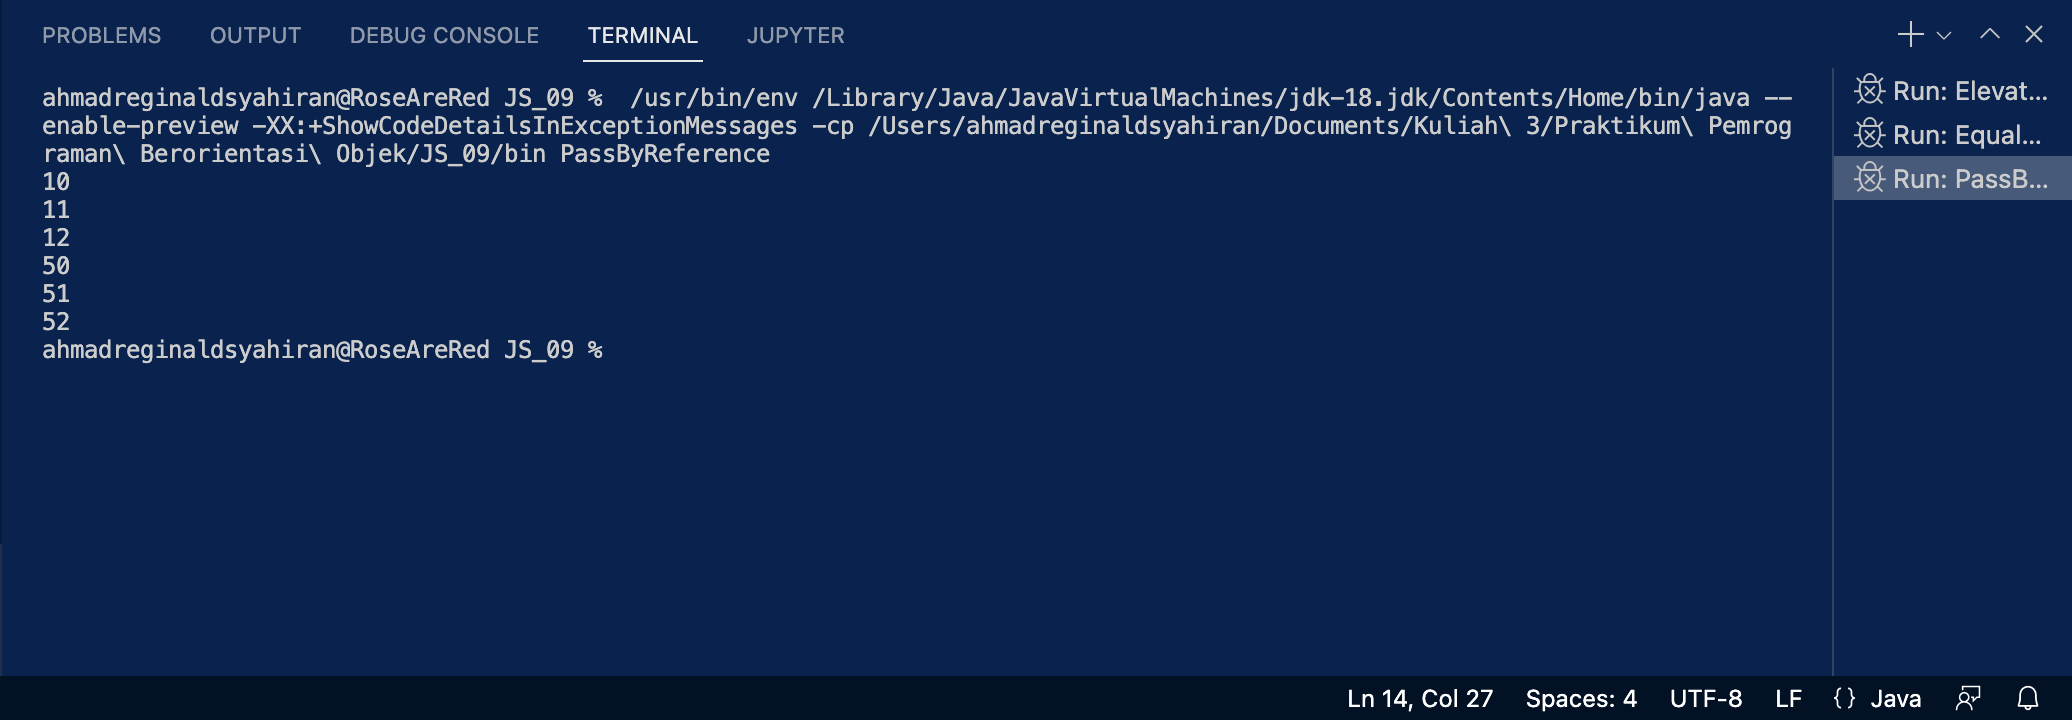 PROBLEMS OUTPUT DEBUG CONSOLE TERMINAL JUPYTER
ahmadreginaldsyahiran@RoseAreRed JS_09 %  /usr/bin/env /Library/Java/JavaVirtualMachines/jdk-18.jdk/Contents/Home/bin/java --
enable-preview -XX:+ShowCodeDetailsInExceptionMessages -cp /Users/ahmadreginaldsyahiran/Documents/Kuliah\ 3/Praktikum\ Pemrog
raman\ Berorientasi\ Objek/JS_09/bin PassByReference
10
11
12
50
51
52
ahmadreginaldsyahiran@RoseAreRed JS_09 %
Run: Elevat...
Run: Equal...
Run: PassB...
Ln 14, Col 27 Spaces: 4 UTF-8 LF {} Java